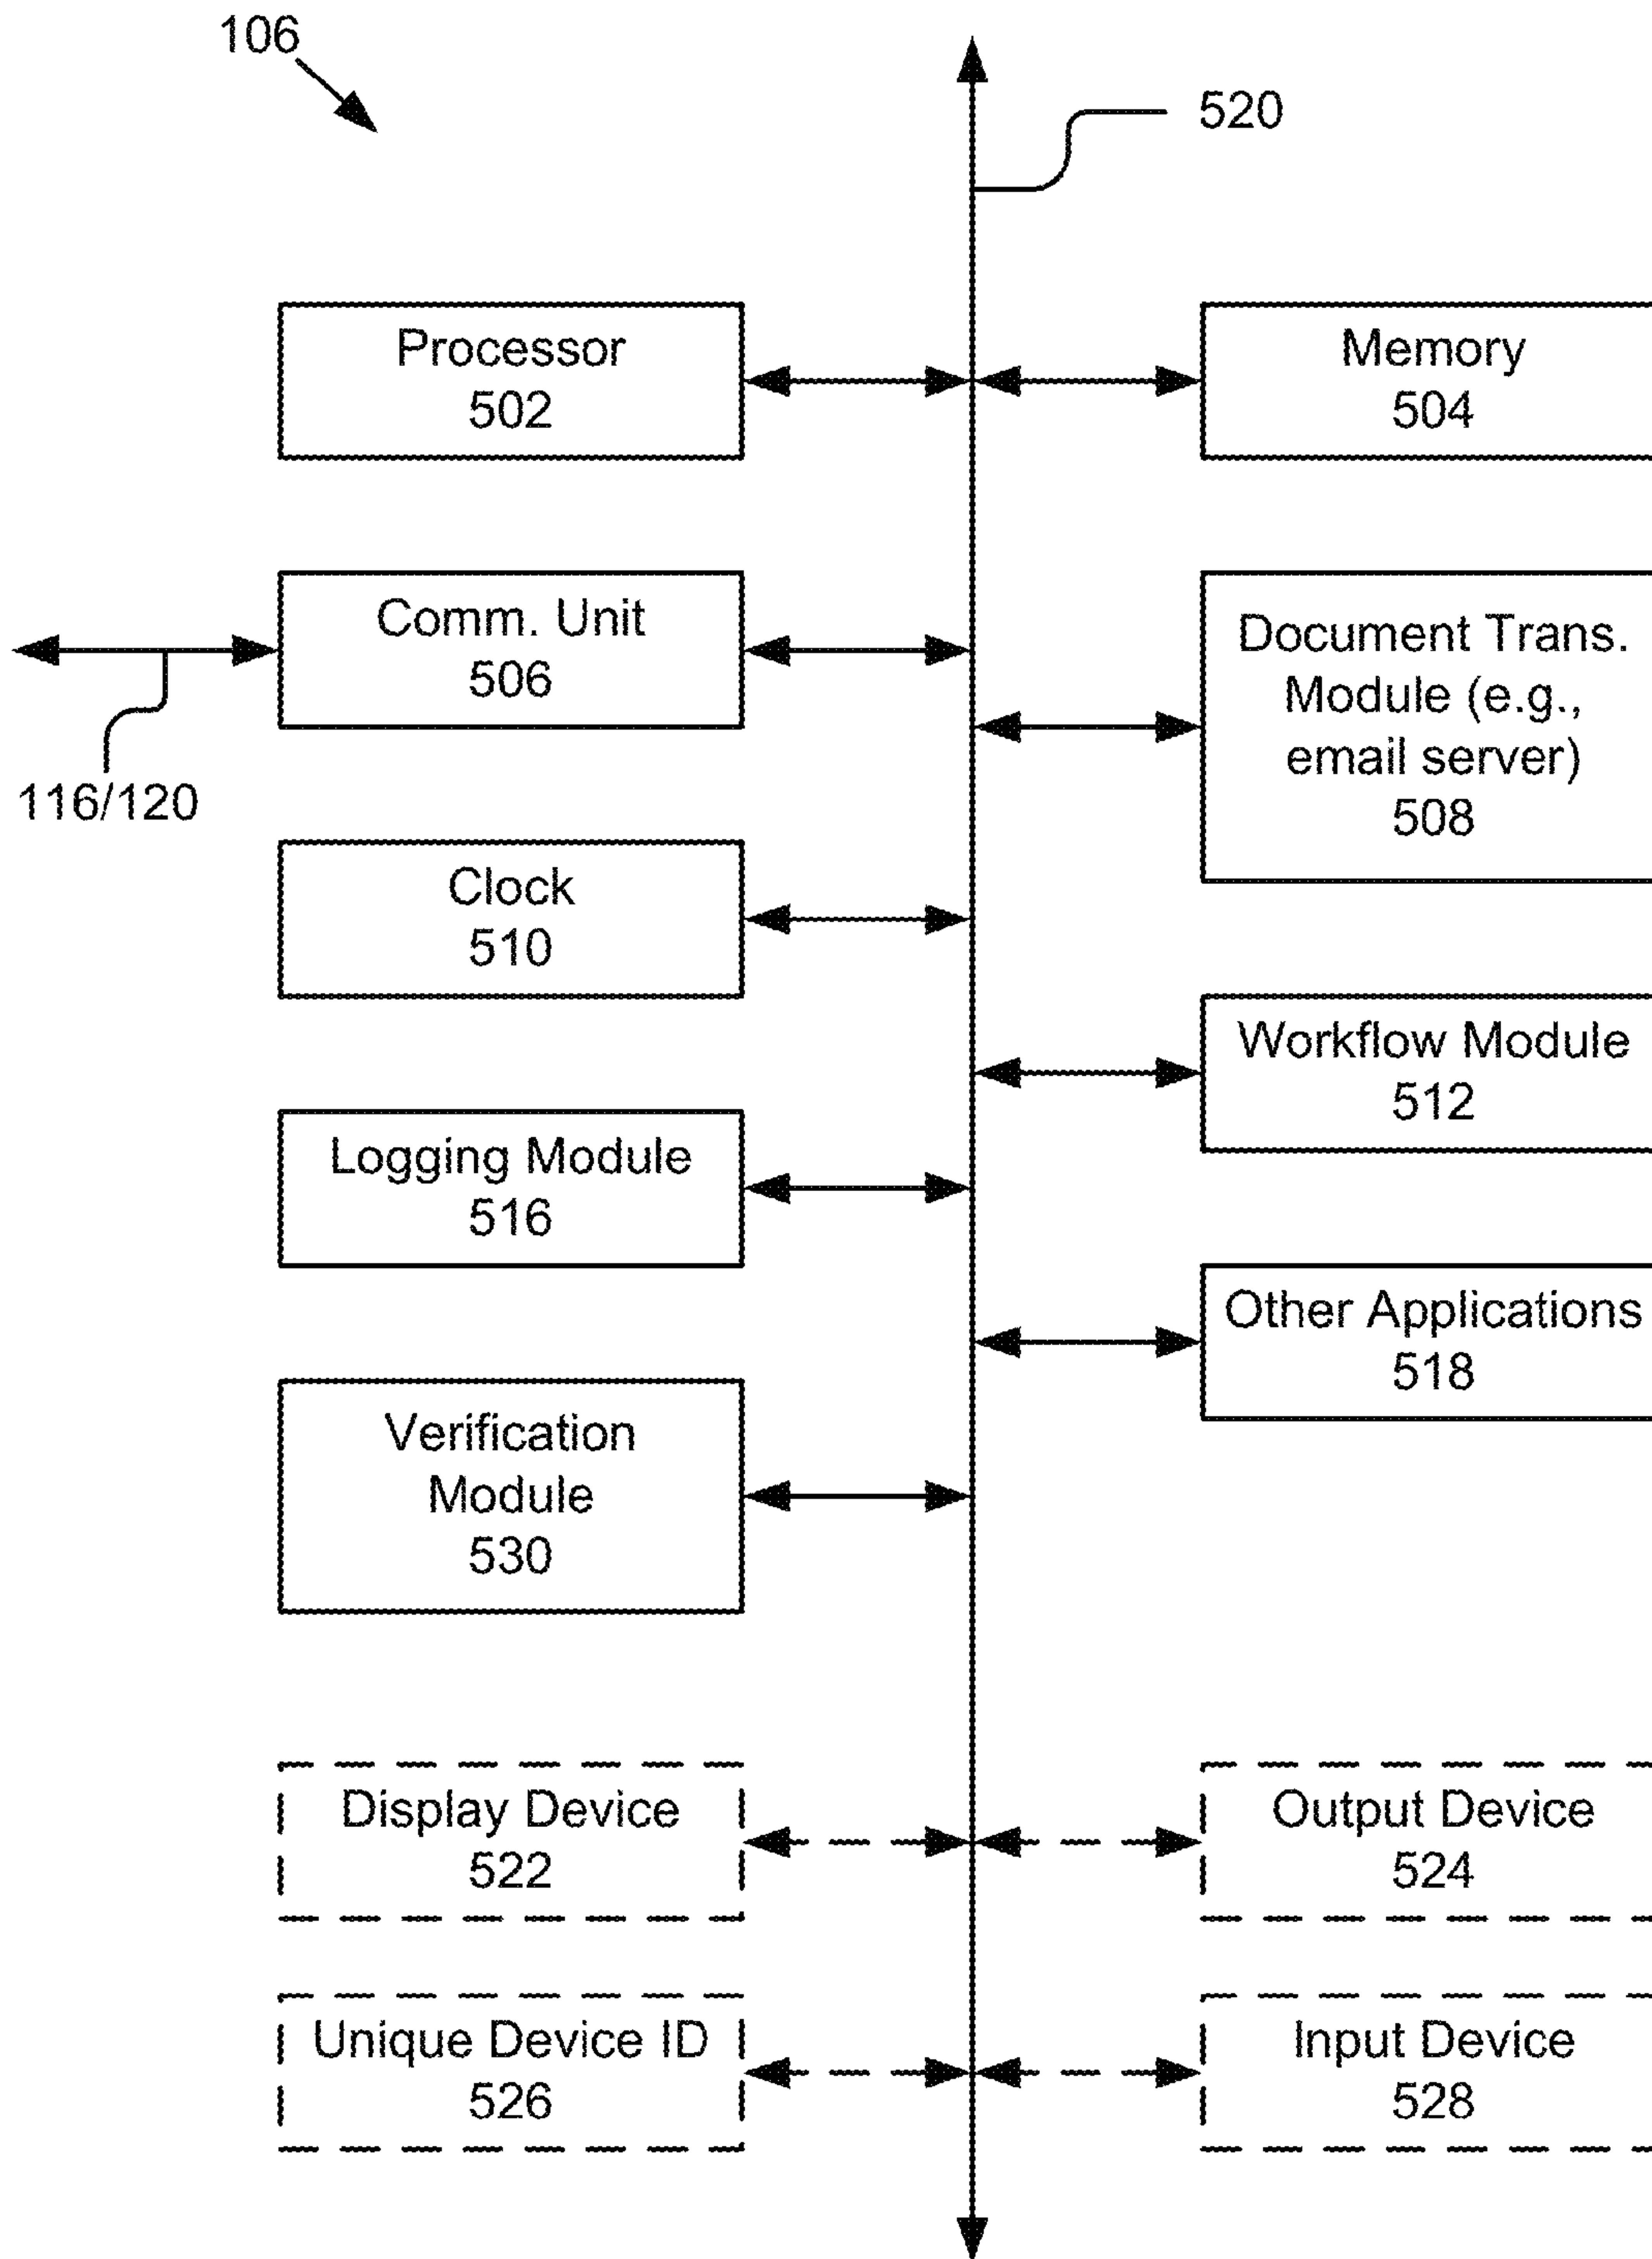 106
520
Processor
502
Memory
504
Comm. Unit
506
116/120
Document Trans.
Module (e.g.,
email server)
508
Clock
510
Workflow Module
512
Logging Module
516
Other Applications
518
Verification
Module
530
Display Device
522
Output Device
524
Unique Device ID
526
Input Device
528